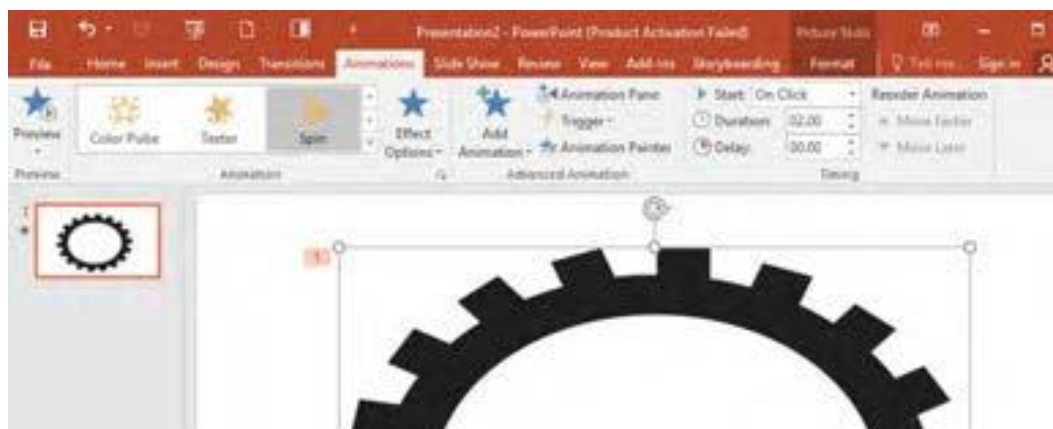 Presentation2 - PowerPoint (Product Activation Failed)
Picture Tools
File Home Insert Design Transitions Animations Slide Show Review View Add-ins Storyboarding Format Tell me... Sign in
Preview
Color Pulse
Teeter
Spin
Effect Options
Add Animation
Animation Pane
Trigger
Animation Painter
Start: On Click
Duration: 02.00
Delay: 00.00
Reorder Animation
Move Earlier
Move Later
Preview
Animation
Advanced Animation
Timing
1
1